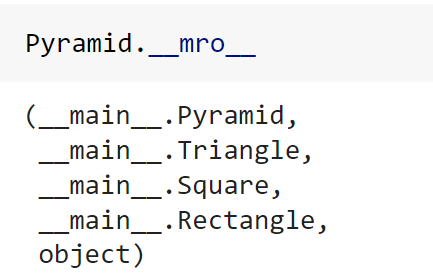 Pyramid.__mro__
(__main__.Pyramid,
__main__.Triangle,
__main__.Square,
__main__.Rectangle,
object)